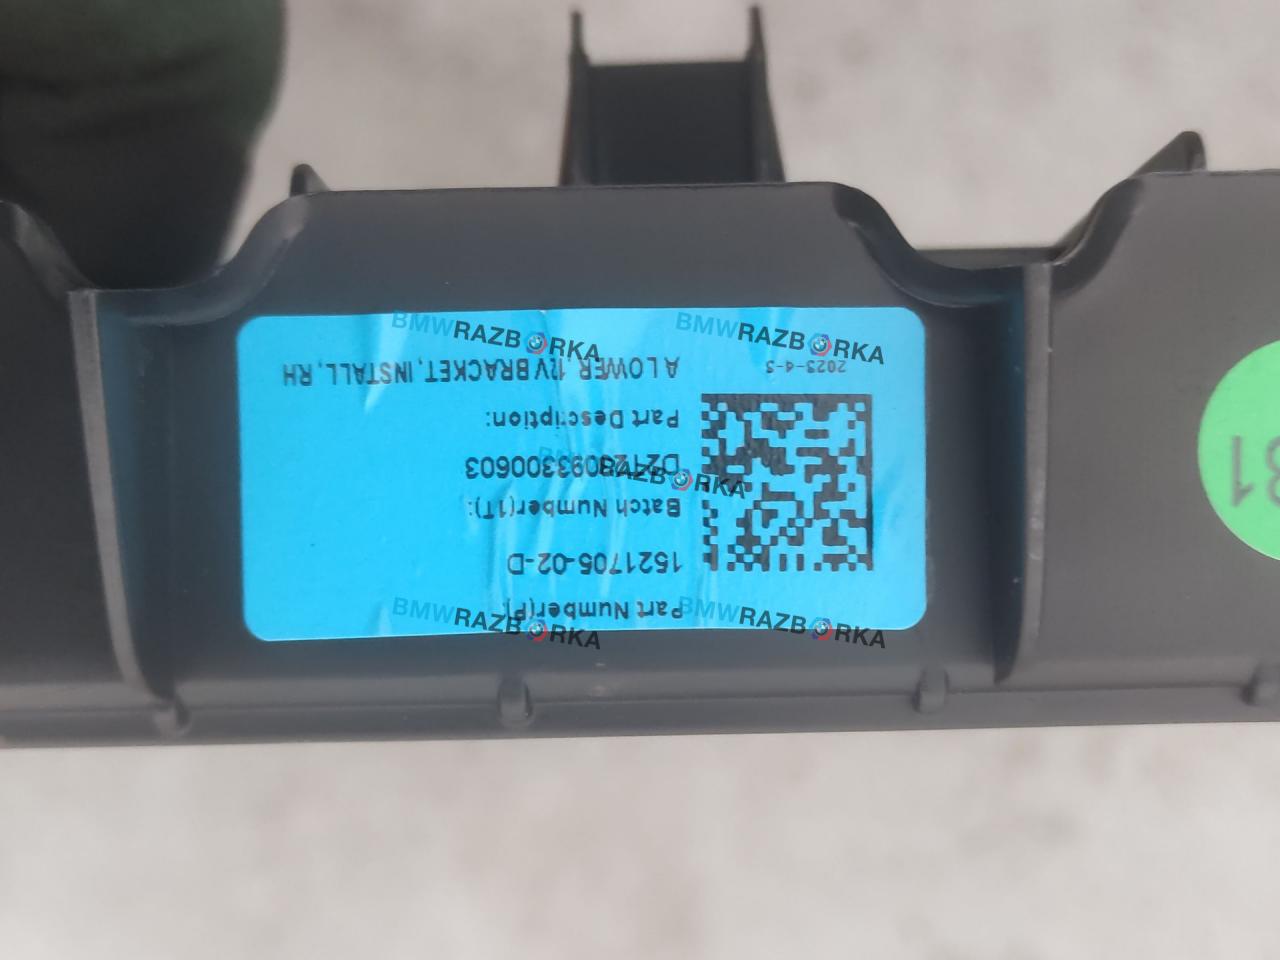 Part Number(P):
1521705-02-D
Batch Number(1T):
Part Description:
A LOWER, 12V BRACKET, INSTALL, RH
2023-4-3
BMWRAZBORKA
BMWRAZBORKA
BMWRAZBORKA
BMWRAZBORKA
BMWRAZBORKA